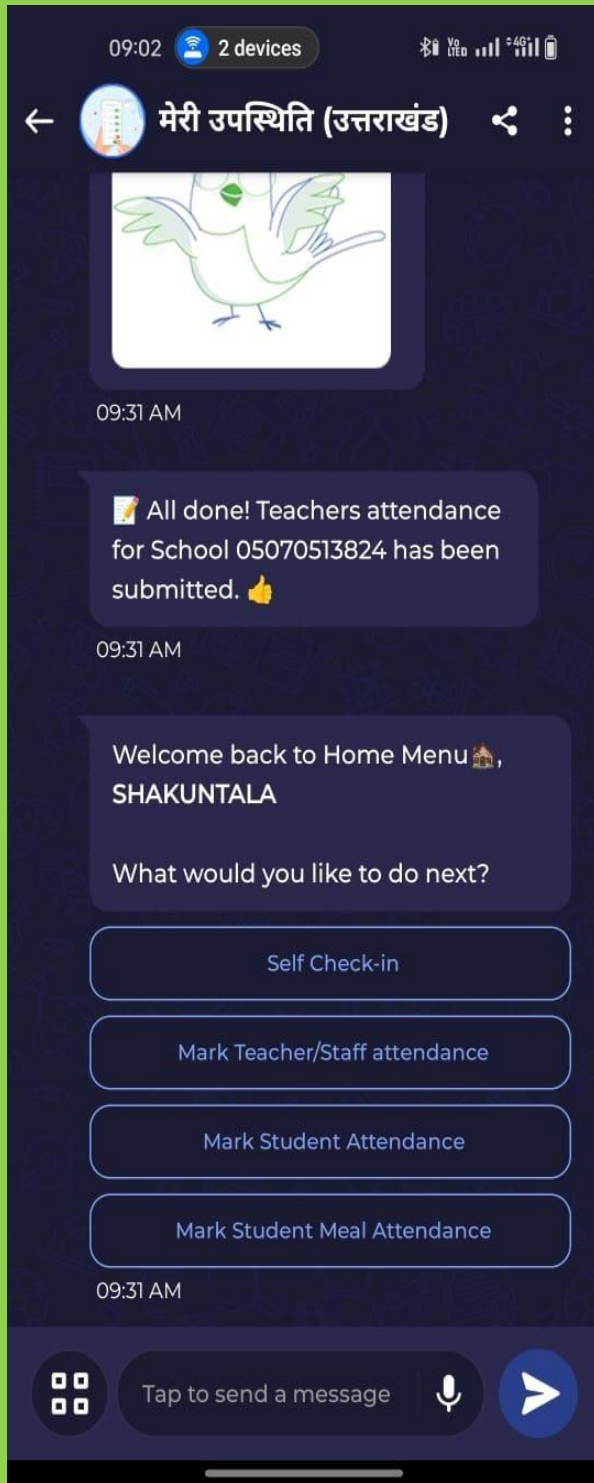 09:02 2 devices 4G+
मेरी उपस्थिति (उत्तराखंड)
09:31 AM
All done! Teachers attendance
for School 05070513824 has been
submitted.
09:31 AM
Welcome back to Home Menu,
SHAKUNTALA
What would you like to do next?
Self Check-in
Mark Teacher/Staff attendance
Mark Student Attendance
Mark Student Meal Attendance
09:31 AM
Tap to send a message